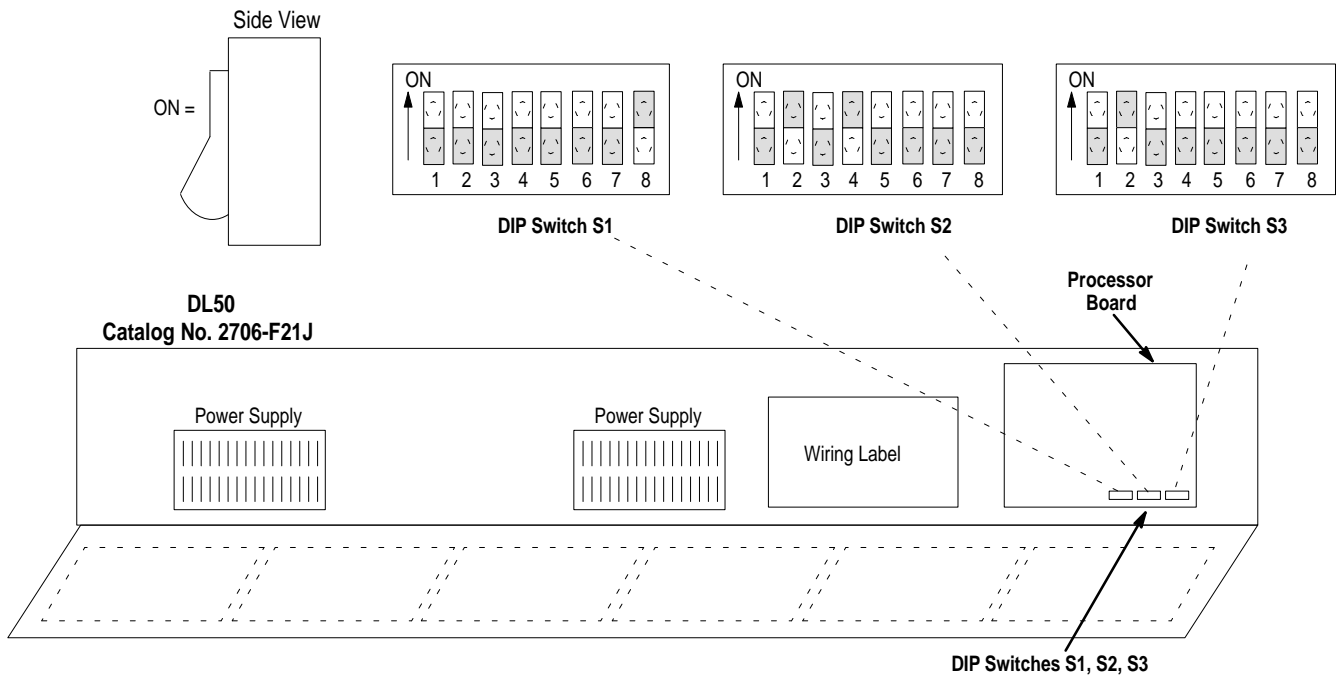 Side View
ON =
ON
1 2 3 4 5 6 7 8
DIP Switch S1
ON
1 2 3 4 5 6 7 8
DIP Switch S2
ON
1 2 3 4 5 6 7 8
DIP Switch S3
DL50
Catalog No. 2706-F21J
Processor
Board
Power Supply
Power Supply
Wiring Label
DIP Switches S1, S2, S3